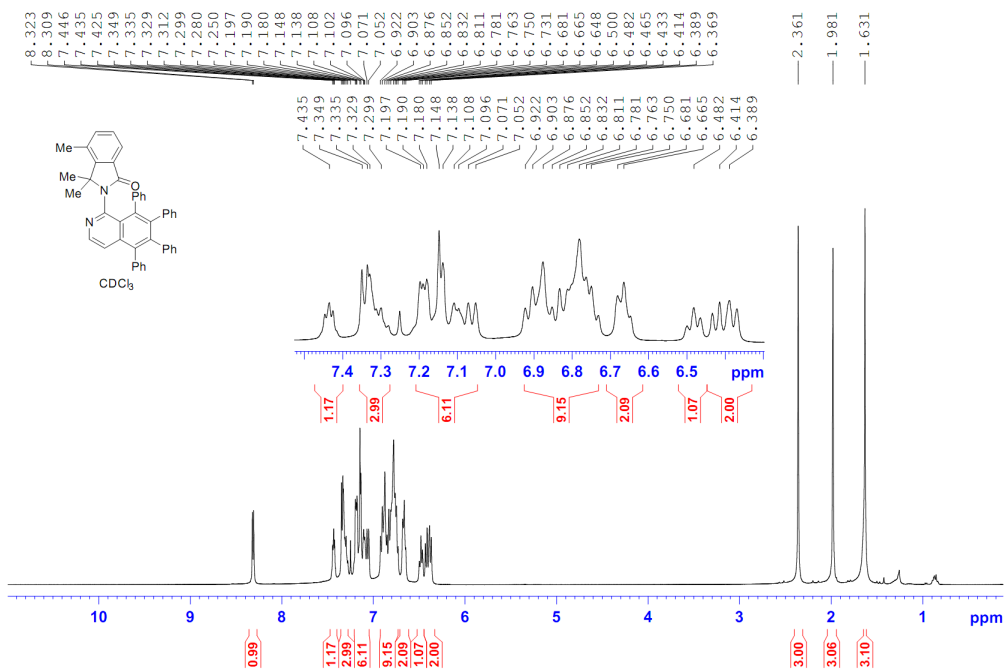 8.323 8.309 7.446 7.435 7.425 7.349 7.335 7.329 7.312 7.299 7.280 7.250 7.197 7.190 7.180 7.148 7.138 7.108 7.102 7.096 7.071 7.052 6.922 6.903 6.876 6.852 6.832 6.811 6.781 6.763 6.750 6.731 6.681 6.665 6.648 6.500 6.482 6.465 6.433 6.414 6.389 6.369 2.361 1.981 1.631
7.435 7.349 7.335 7.329 7.299 7.197 7.190 7.180 7.148 7.138 7.108 7.096 7.071 7.052 6.922 6.903 6.876 6.852 6.832 6.811 6.781 6.763 6.750 6.681 6.665 6.482 6.414 6.389
Me
Me
Me
N
O
Ph
N
Ph
Ph
Ph
CDCl3
7.4 7.3 7.2 7.1 7.0 6.9 6.8 6.7 6.6 6.5 ppm
1.17 2.99 6.11 9.15 2.09 1.07 2.00
10 9 8 7 6 5 4 3 2 1 ppm
0.99 1.17 2.99 6.11 9.15 2.09 1.07 2.00 3.00 3.06 3.10